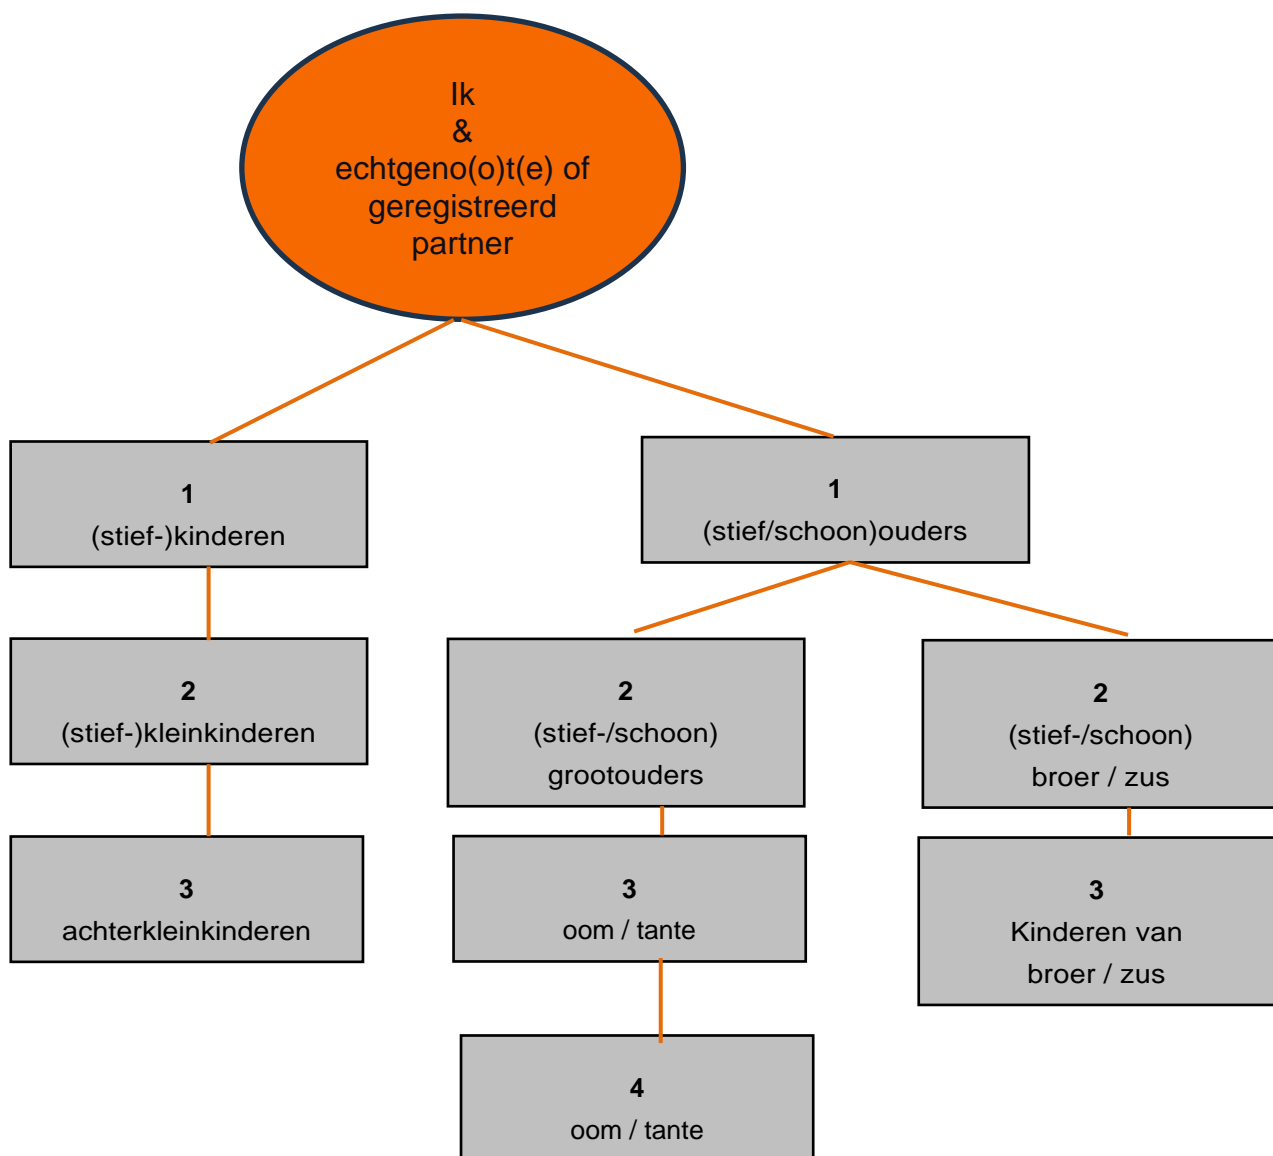 Ik
&
echtgeno(o)t(e) of
geregistreerd
partner
1
(stief-)kinderen
1
(stief/schoon)ouders
2
(stief-)kleinkinderen
2
(stief-/schoon)
grootouders
2
(stief-/schoon)
broer / zus
3
achterkleinkinderen
3
oom / tante
3
Kinderen van
broer / zus
4
oom / tante